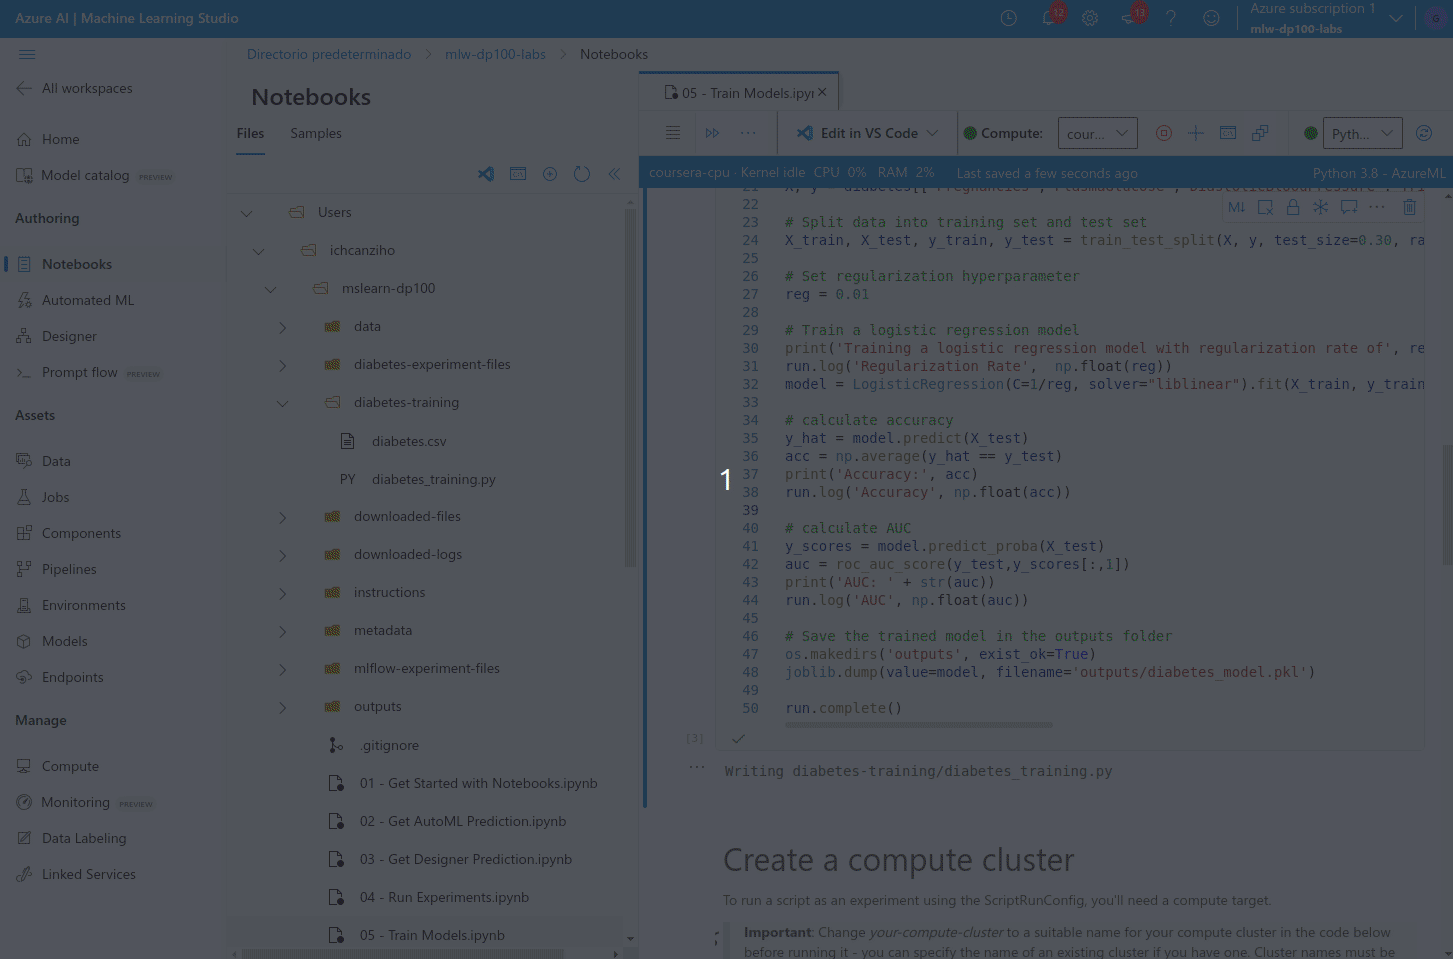 Azure AI | Machine Learning Studio
12
13
Azure subscription 1
mlw-dp100-labs
G
All workspaces
Home
Model catalog PREVIEW
Authoring
Notebooks
Automated ML
Designer
Prompt flow PREVIEW
Assets
Data
Jobs
Components
Pipelines
Environments
Models
Endpoints
Manage
Compute
Monitoring PREVIEW
Data Labeling
Linked Services
Directorio predeterminado > mlw-dp100-labs > Notebooks
Notebooks
Files Samples
Users
ichcanziho
mslearn-dp100
data
diabetes-experiment-files
diabetes-training
diabetes.csv
PY diabetes_training.py
downloaded-files
downloaded-logs
instructions
metadata
mlflow-experiment-files
outputs
.gitignore
01 - Get Started with Notebooks.ipynb
02 - Get AutoML Prediction.ipynb
03 - Get Designer Prediction.ipynb
04 - Run Experiments.ipynb
05 - Train Models.ipynb
05 - Train Models.ipy
Edit in VS Code
Compute: cour...
Pyth...
coursera-cpu · Kernel idle CPU 0% RAM 2% Last saved a few seconds ago Python 3.8 - AzureML
M↓
22
23 # Split data into training set and test set
24 X_train, X_test, y_train, y_test = train_test_split(X, y, test_size=0.30, ra
25
26 # Set regularization hyperparameter
27 reg = 0.01
28
29 # Train a logistic regression model
30 print('Training a logistic regression model with regularization rate of', re
31 run.log('Regularization Rate', np.float(reg))
32 model = LogisticRegression(C=1/reg, solver="liblinear").fit(X_train, y_train
33
34 # calculate accuracy
35 y_hat = model.predict(X_test)
36 acc = np.average(y_hat == y_test)
37 print('Accuracy:', acc)
38 run.log('Accuracy', np.float(acc))
39
40 # calculate AUC
41 y_scores = model.predict_proba(X_test)
42 auc = roc_auc_score(y_test,y_scores[:,1])
43 print('AUC: ' + str(auc))
44 run.log('AUC', np.float(auc))
45
46 # Save the trained model in the outputs folder
47 os.makedirs('outputs', exist_ok=True)
48 joblib.dump(value=model, filename='outputs/diabetes_model.pkl')
49
50 run.complete()
1
[3]
Writing diabetes-training/diabetes_training.py
Create a compute cluster
To run a script as an experiment using the ScriptRunConfig, you'll need a compute target.
Important: Change your-compute-cluster to a suitable name for your compute cluster in the code below
before running it - you can specify the name of an existing cluster if you have one. Cluster names must be